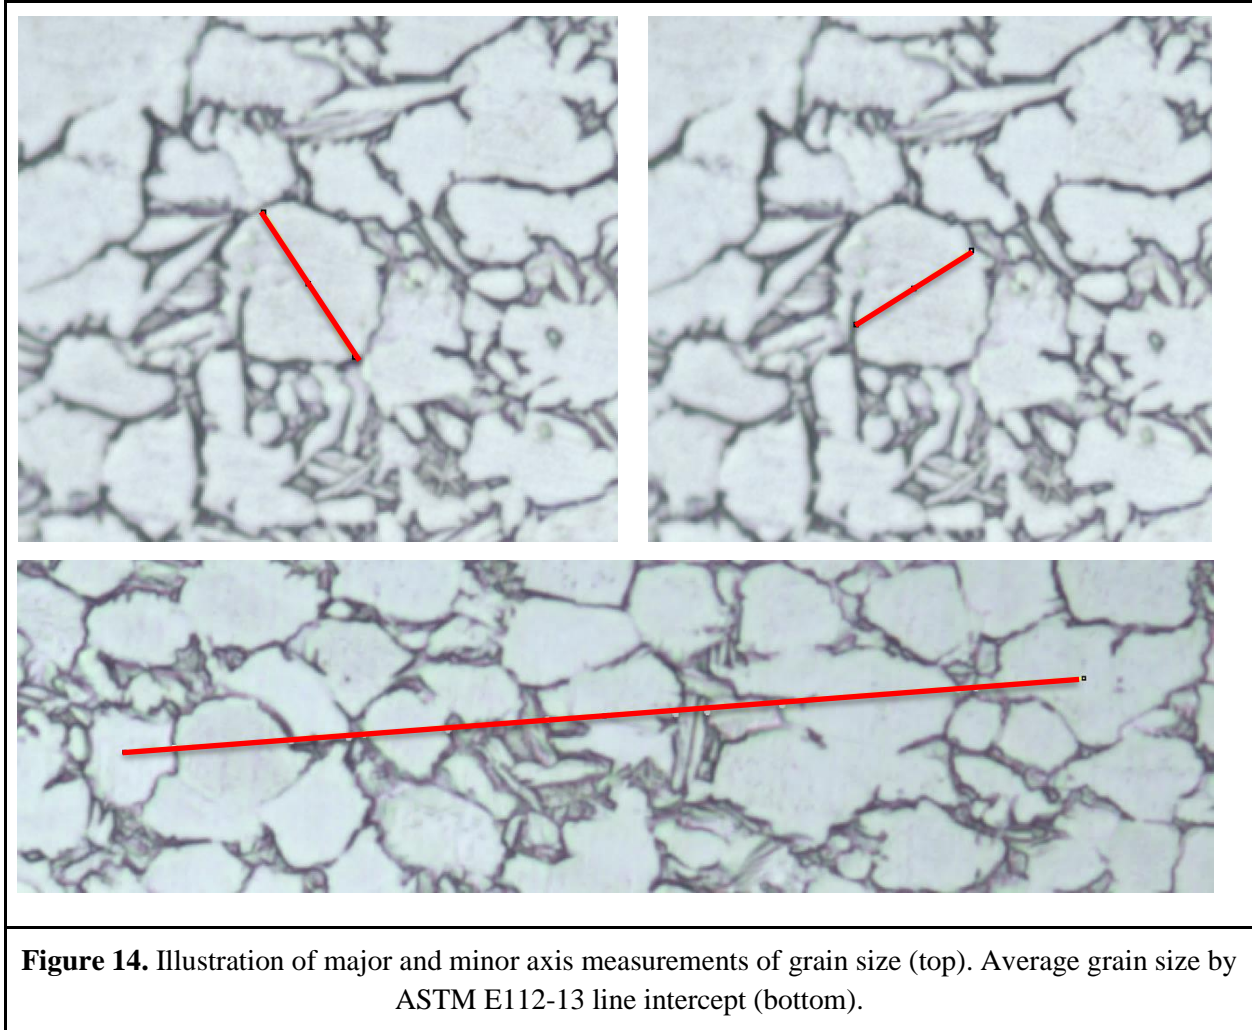 Figure 14. Illustration of major and minor axis measurements of grain size (top). Average grain size by
ASTM E112-13 line intercept (bottom).